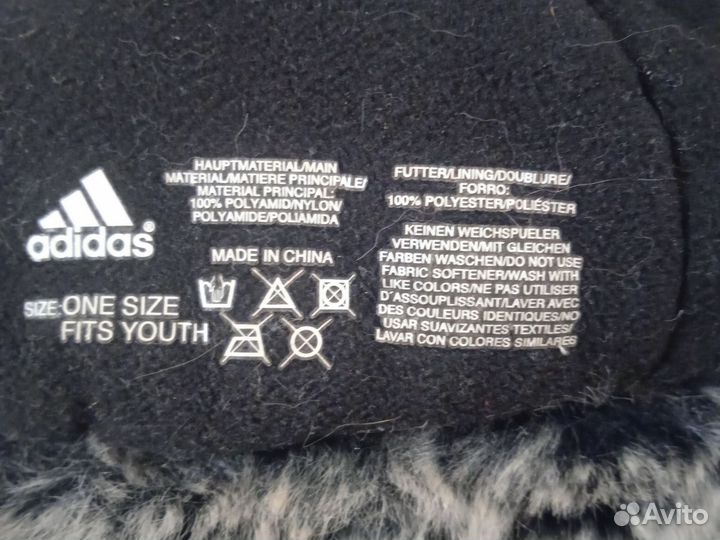 adidas®
HAUPTMATERIAL/MAIN
MATERIAL/MATIERE PRINCIPALE/
MATERIAL PRINCIPAL:
100% POLYAMID/NYLON/
POLYAMIDE/POLIAMIDA
FUTTER/LINING/DOUBLURE/
FORRO:
100% POLYESTER/POLIÉSTER
MADE IN CHINA
SIZE: ONE SIZE
FITS YOUTH
KEINEN WEICHSPUELER
VERWENDEN/MIT GLEICHEN
FARBEN WASCHEN/DO NOT USE
FABRIC SOFTENER/WASH WITH
LIKE COLORS/NE PAS UTILISER
D´ASSOUPLISSANT/LAVER AVEC
DES COULEURS IDENTIQUES/NO
USAR SUAVIZANTES TEXTILES/
LAVAR CON COLORES SIMILARES
Avito